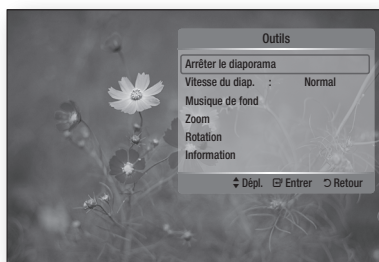 Outils
Arrêter le diaporama
Vitesse du diap. : Normal
Musique de fond
Zoom
Rotation
Information
Dépl. Entrer Retour